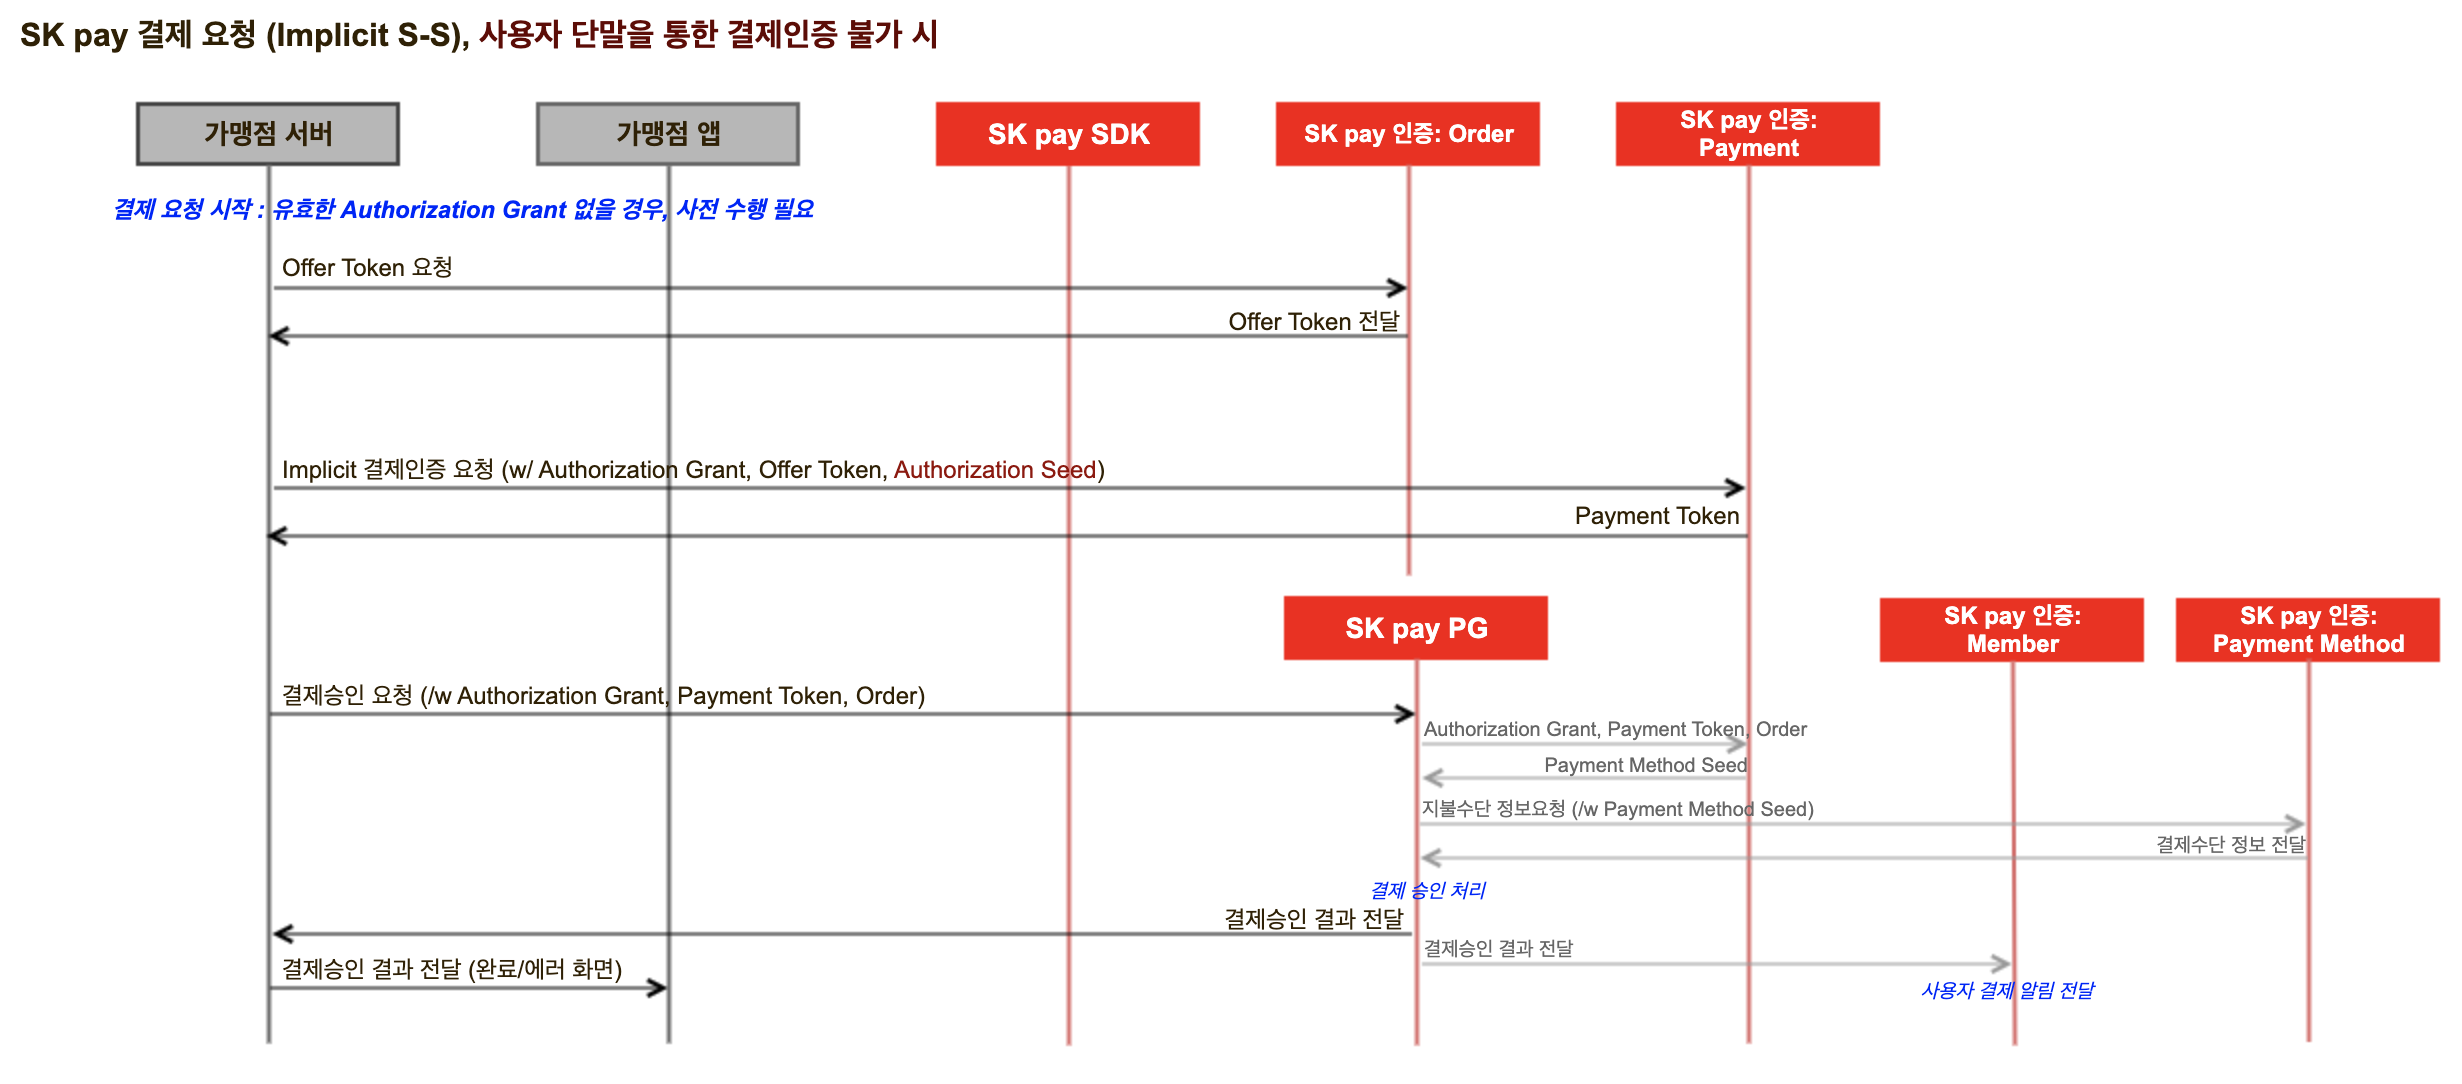 SK pay 결제 요청 (Implicit S-S), 사용자 단말을 통한 결제인증 불가 시
가맹점 서버
가맹점 앱
SK pay SDK
SK pay 인증: Order
SK pay 인증:
Payment
결제 요청 시작 : 유효한 Authorization Grant 없을 경우, 사전 수행 필요
Offer Token 요청
Offer Token 전달
Implicit 결제인증 요청 (w/ Authorization Grant, Offer Token, Authorization Seed)
Payment Token
SK pay PG
SK pay 인증:
Member
SK pay 인증:
Payment Method
결제승인 요청 (/w Authorization Grant, Payment Token, Order)
Authorization Grant, Payment Token, Order
Payment Method Seed
지불수단 정보요청 (/w Payment Method Seed)
결제수단 정보 전달
결제 승인 처리
결제승인 결과 전달
결제승인 결과 전달
결제승인 결과 전달 (완료/에러 화면)
사용자 결제 알림 전달